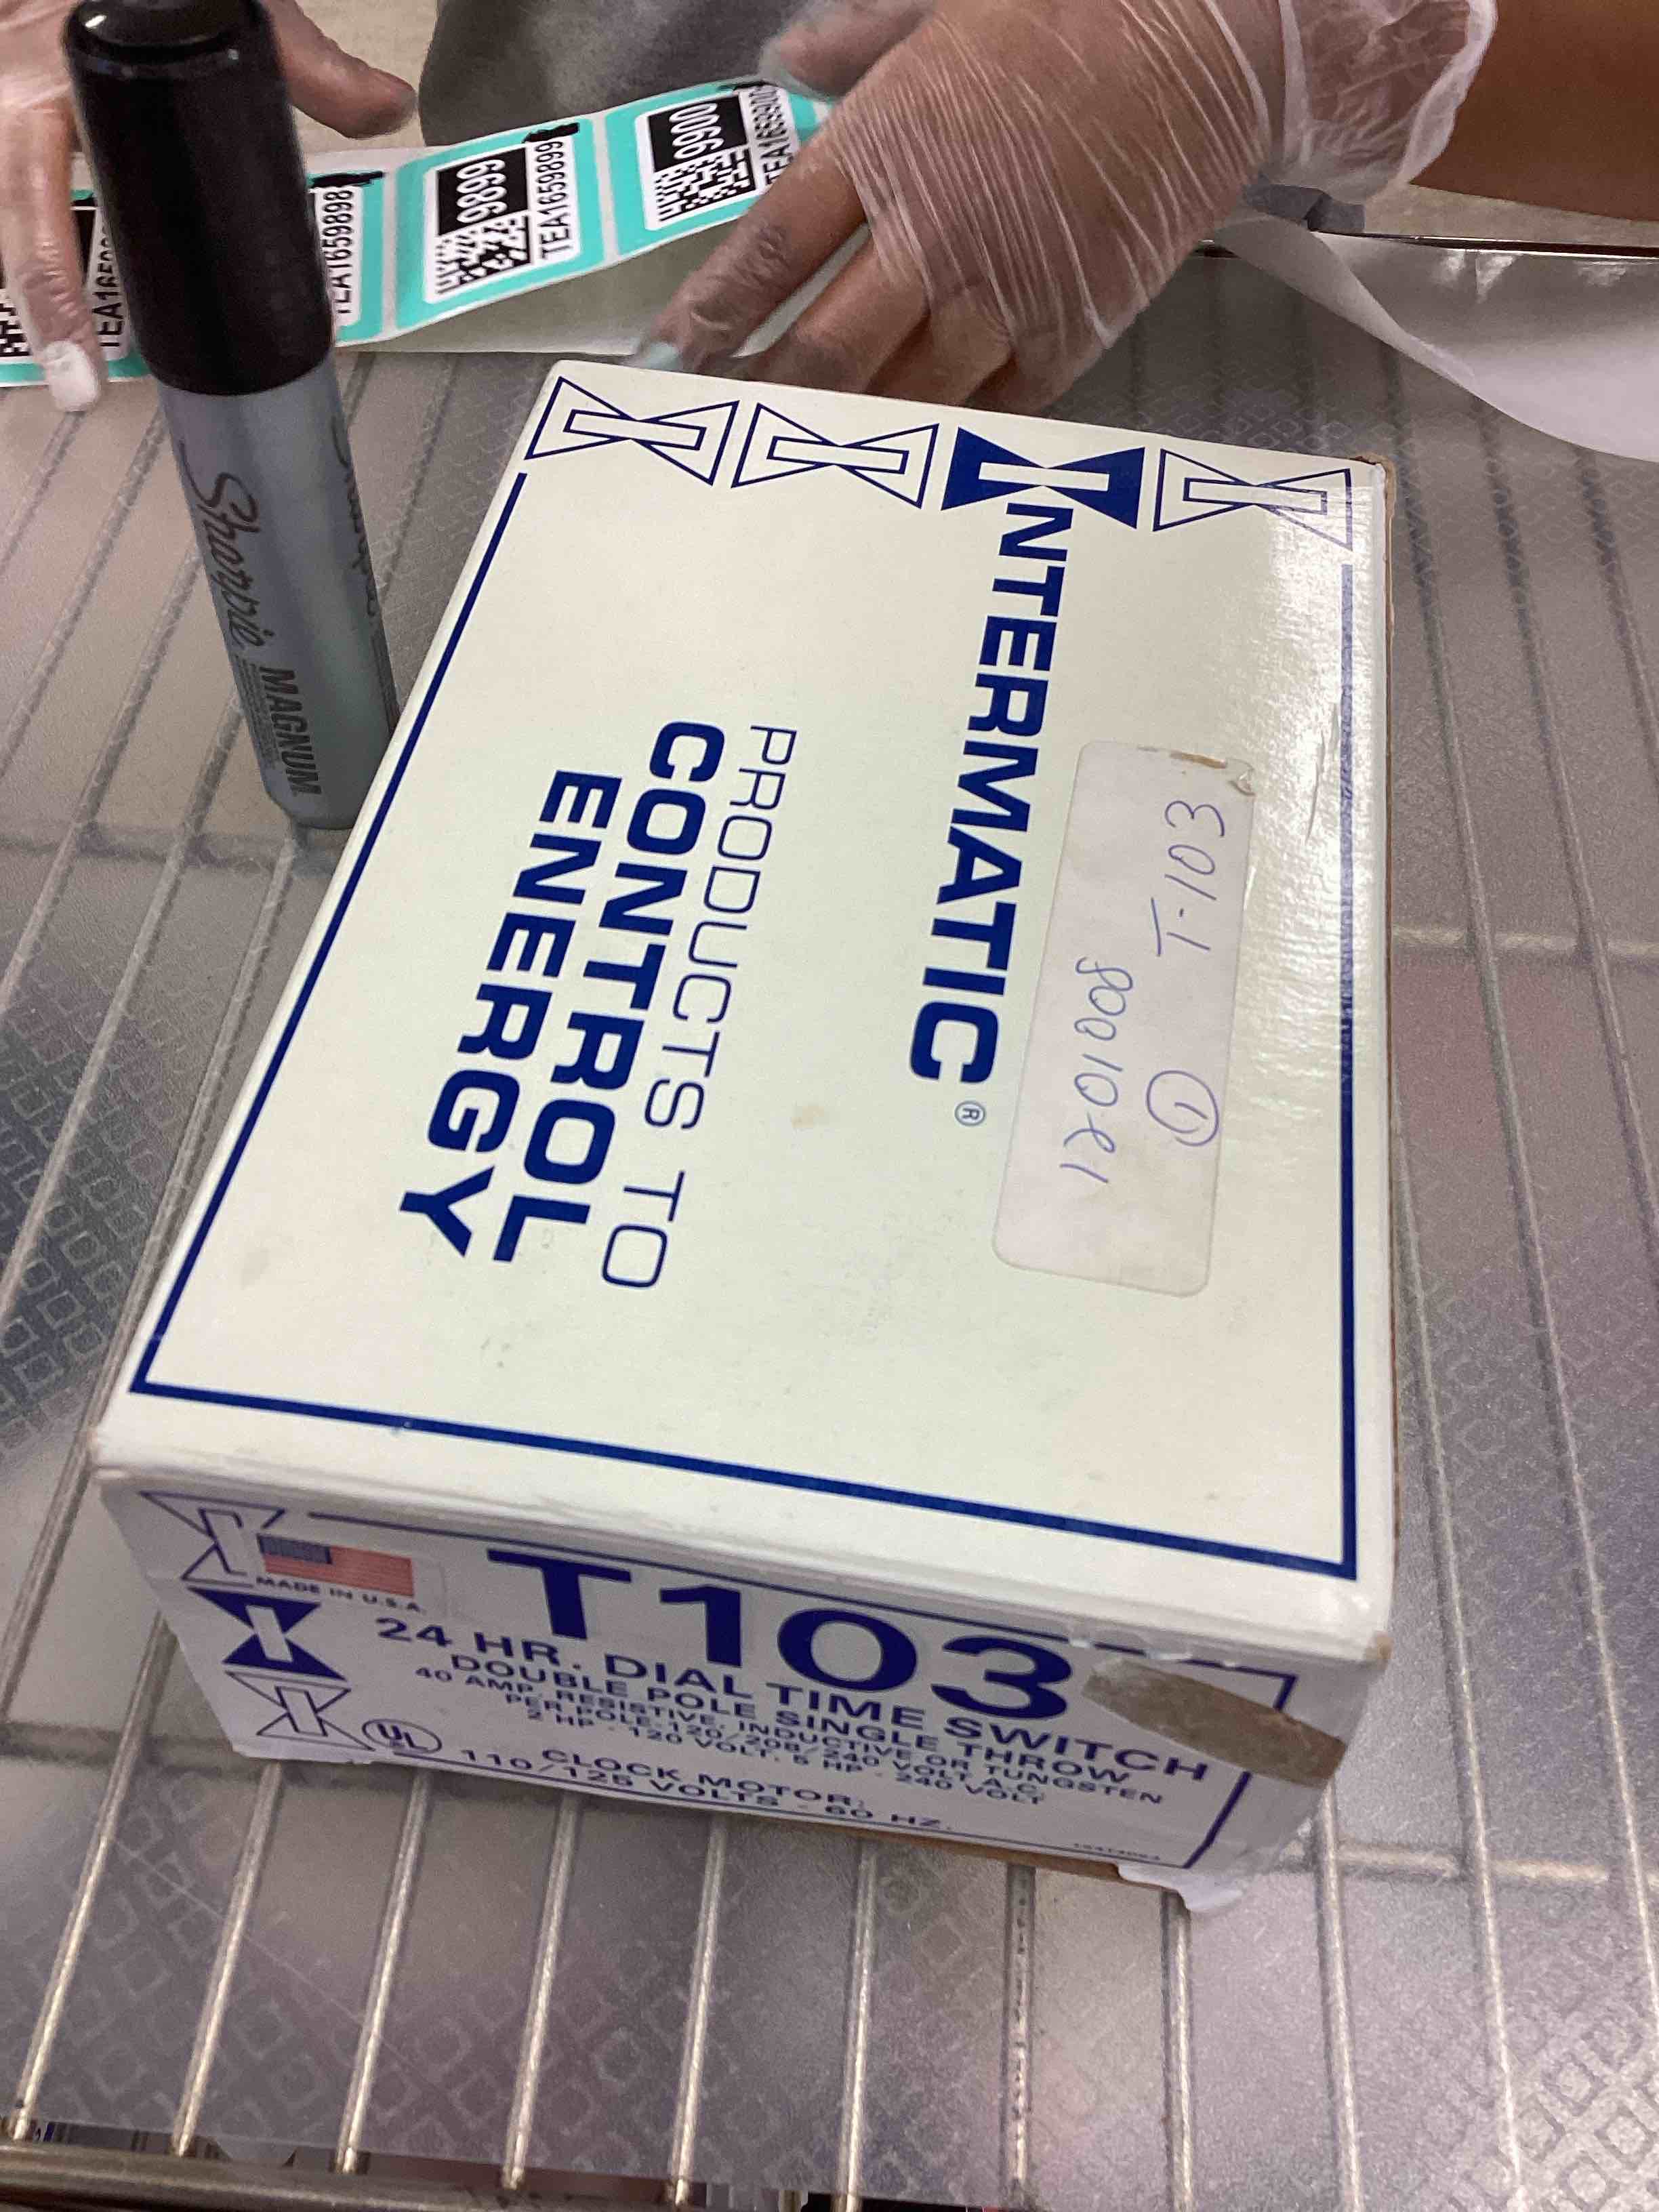 9899
TEA1659899
9900
TEA1659898
Sharpie
MAGNUM
INTERMATIC®
PRODUCTS TO
CONTROL
ENERGY
1201008
① T-103
MADE IN U.S.A.
T103
24 HR. DIAL TIME SWITCH
DOUBLE POLE SINGLE THROW
40 AMP. RESISTIVE, INDUCTIVE OR TUNGSTEN
PER POLE-120/208/240 VOLT A.C.
2 HP - 120 VOLT, 5 HP - 240 VOLT
UL
CLOCK MOTOR:
110/125 VOLTS - 60 HZ.